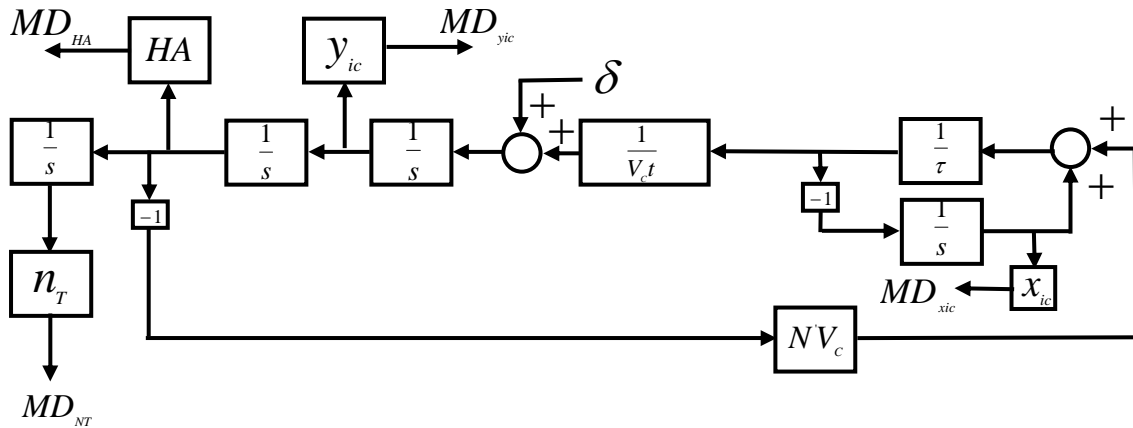 MD_HA
HA
y_ic
MD_yic
δ
+
+
1/s
1/s
1/s
1/(V_c t)
1/τ
+
+
-1
-1
1/s
n_T
MD_xic
x_ic
N'V_C
MD_NT